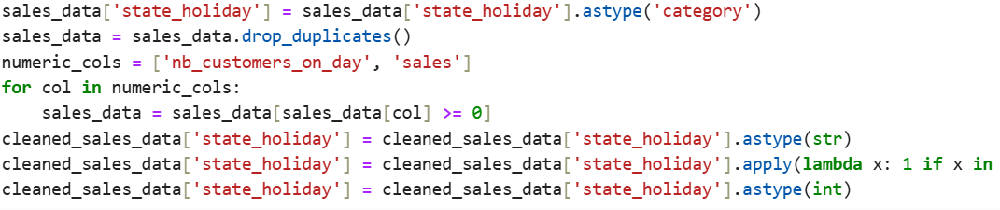 sales_data['state_holiday'] = sales_data['state_holiday'].astype('category')
sales_data = sales_data.drop_duplicates()
numeric_cols = ['nb_customers_on_day', 'sales']
for col in numeric_cols:
    sales_data = sales_data[sales_data[col] >= 0]
cleaned_sales_data['state_holiday'] = cleaned_sales_data['state_holiday'].astype(str)
cleaned_sales_data['state_holiday'] = cleaned_sales_data['state_holiday'].apply(lambda x: 1 if x in
cleaned_sales_data['state_holiday'] = cleaned_sales_data['state_holiday'].astype(int)